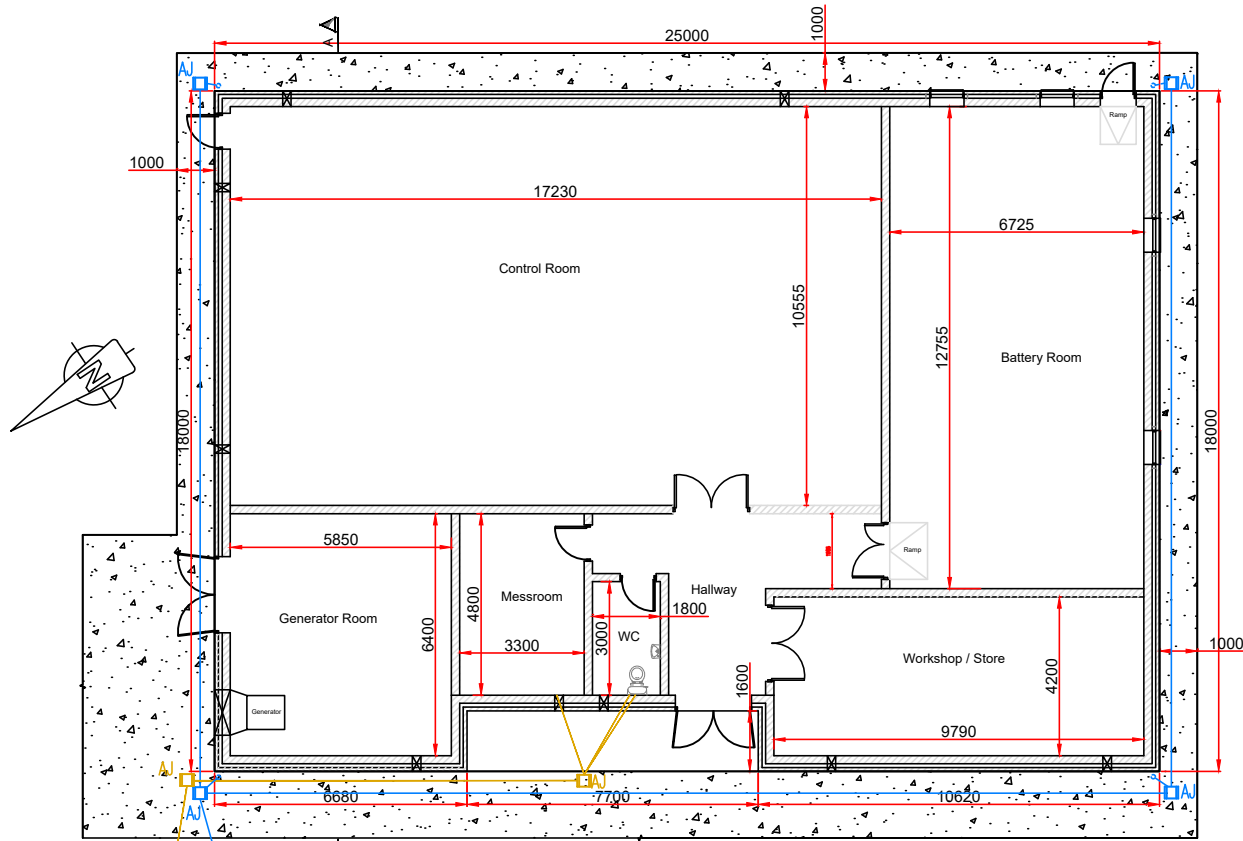 A
25000
1000
AJ
AJ
Ramp
1000
17230
6725
Control Room
10555
12755
Battery Room
N
18000
18000
5850
Ramp
4800
Messroom
Hallway
Generator Room
6400
3000
1800
WC
3300
Workshop / Store
4200
1000
1600
Generator
9790
AJ
AJ
AJ
AJ
6680
7700
10620